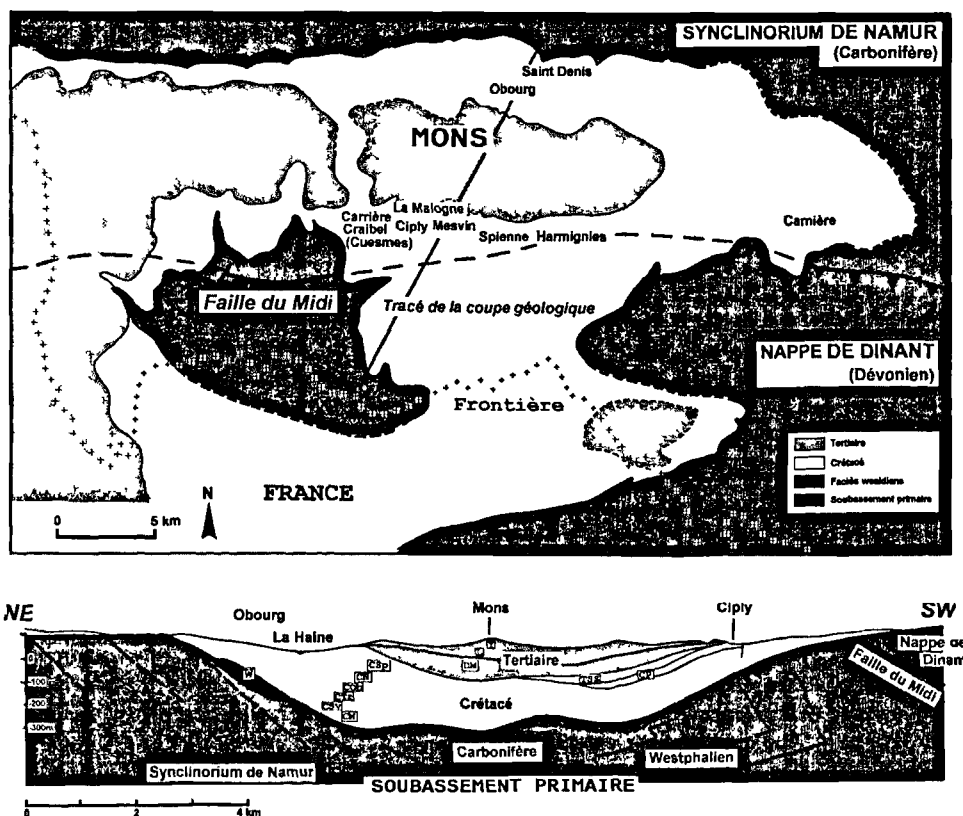 SYNCLINORIUM DE NAMUR
(Carbonifère)
Saint Denis
Obourg
MONS
La Malogne
Carrière
Craibel
(Cuesmes)
Ciply Mesvin
Spienne Harmignies
Carnière
Faille du Midi
Tracé de la coupe géologique
NAPPE DE DINANT
(Dévonien)
Frontière
Tertiaire
Crétacé
Faciès wealdiens
Soubassement primaire
N
FRANCE
0 5 km
NE
Obourg
Mons
Ciply
SW
La Haine
Nappe de
Dinan
Tertiaire
Faille du Midi
0
-100
-200
-300m
W
DM
Crétacé
Carbonifère
Westphalien
Synclinorium de Namur
SOUBASSEMENT PRIMAIRE
0 2 4 km